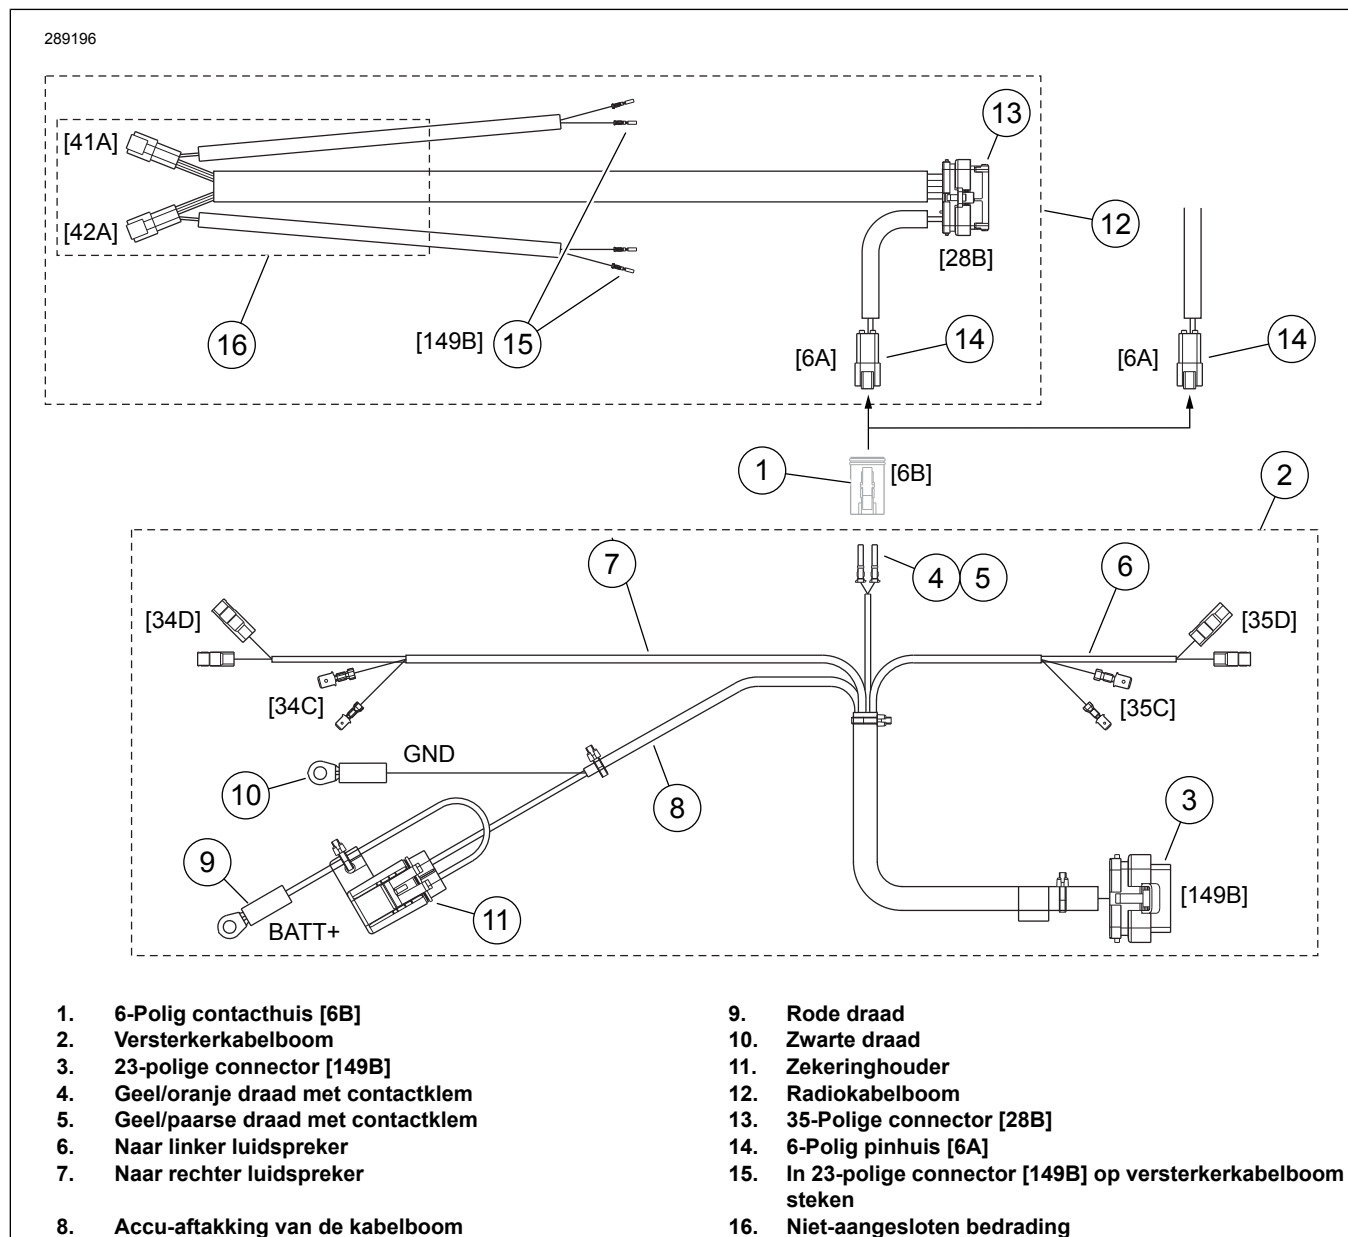 289196
[41A]
[42A]
13
12
[28B]
16
[149B]
15
[6A]
14
[6A]
14
1
[6B]
2
7
4
5
6
[34D]
[35D]
[34C]
[35C]
GND
10
8
3
9
BATT+
11
[149B]
1. 6-Polig contacthuis [6B]
2. Versterkerkabelboom
3. 23-polige connector [149B]
4. Geel/oranje draad met contactklem
5. Geel/paarse draad met contactklem
6. Naar linker luidspreker
7. Naar rechter luidspreker
8. Accu-aftakking van de kabelboom
9. Rode draad
10. Zwarte draad
11. Zekeringhouder
12. Radiokabelboom
13. 35-Polige connector [28B]
14. 6-Polig pinhuis [6A]
15. In 23-polige connector [149B] op versterkerkabelboom
steken
16. Niet-aangesloten bedrading